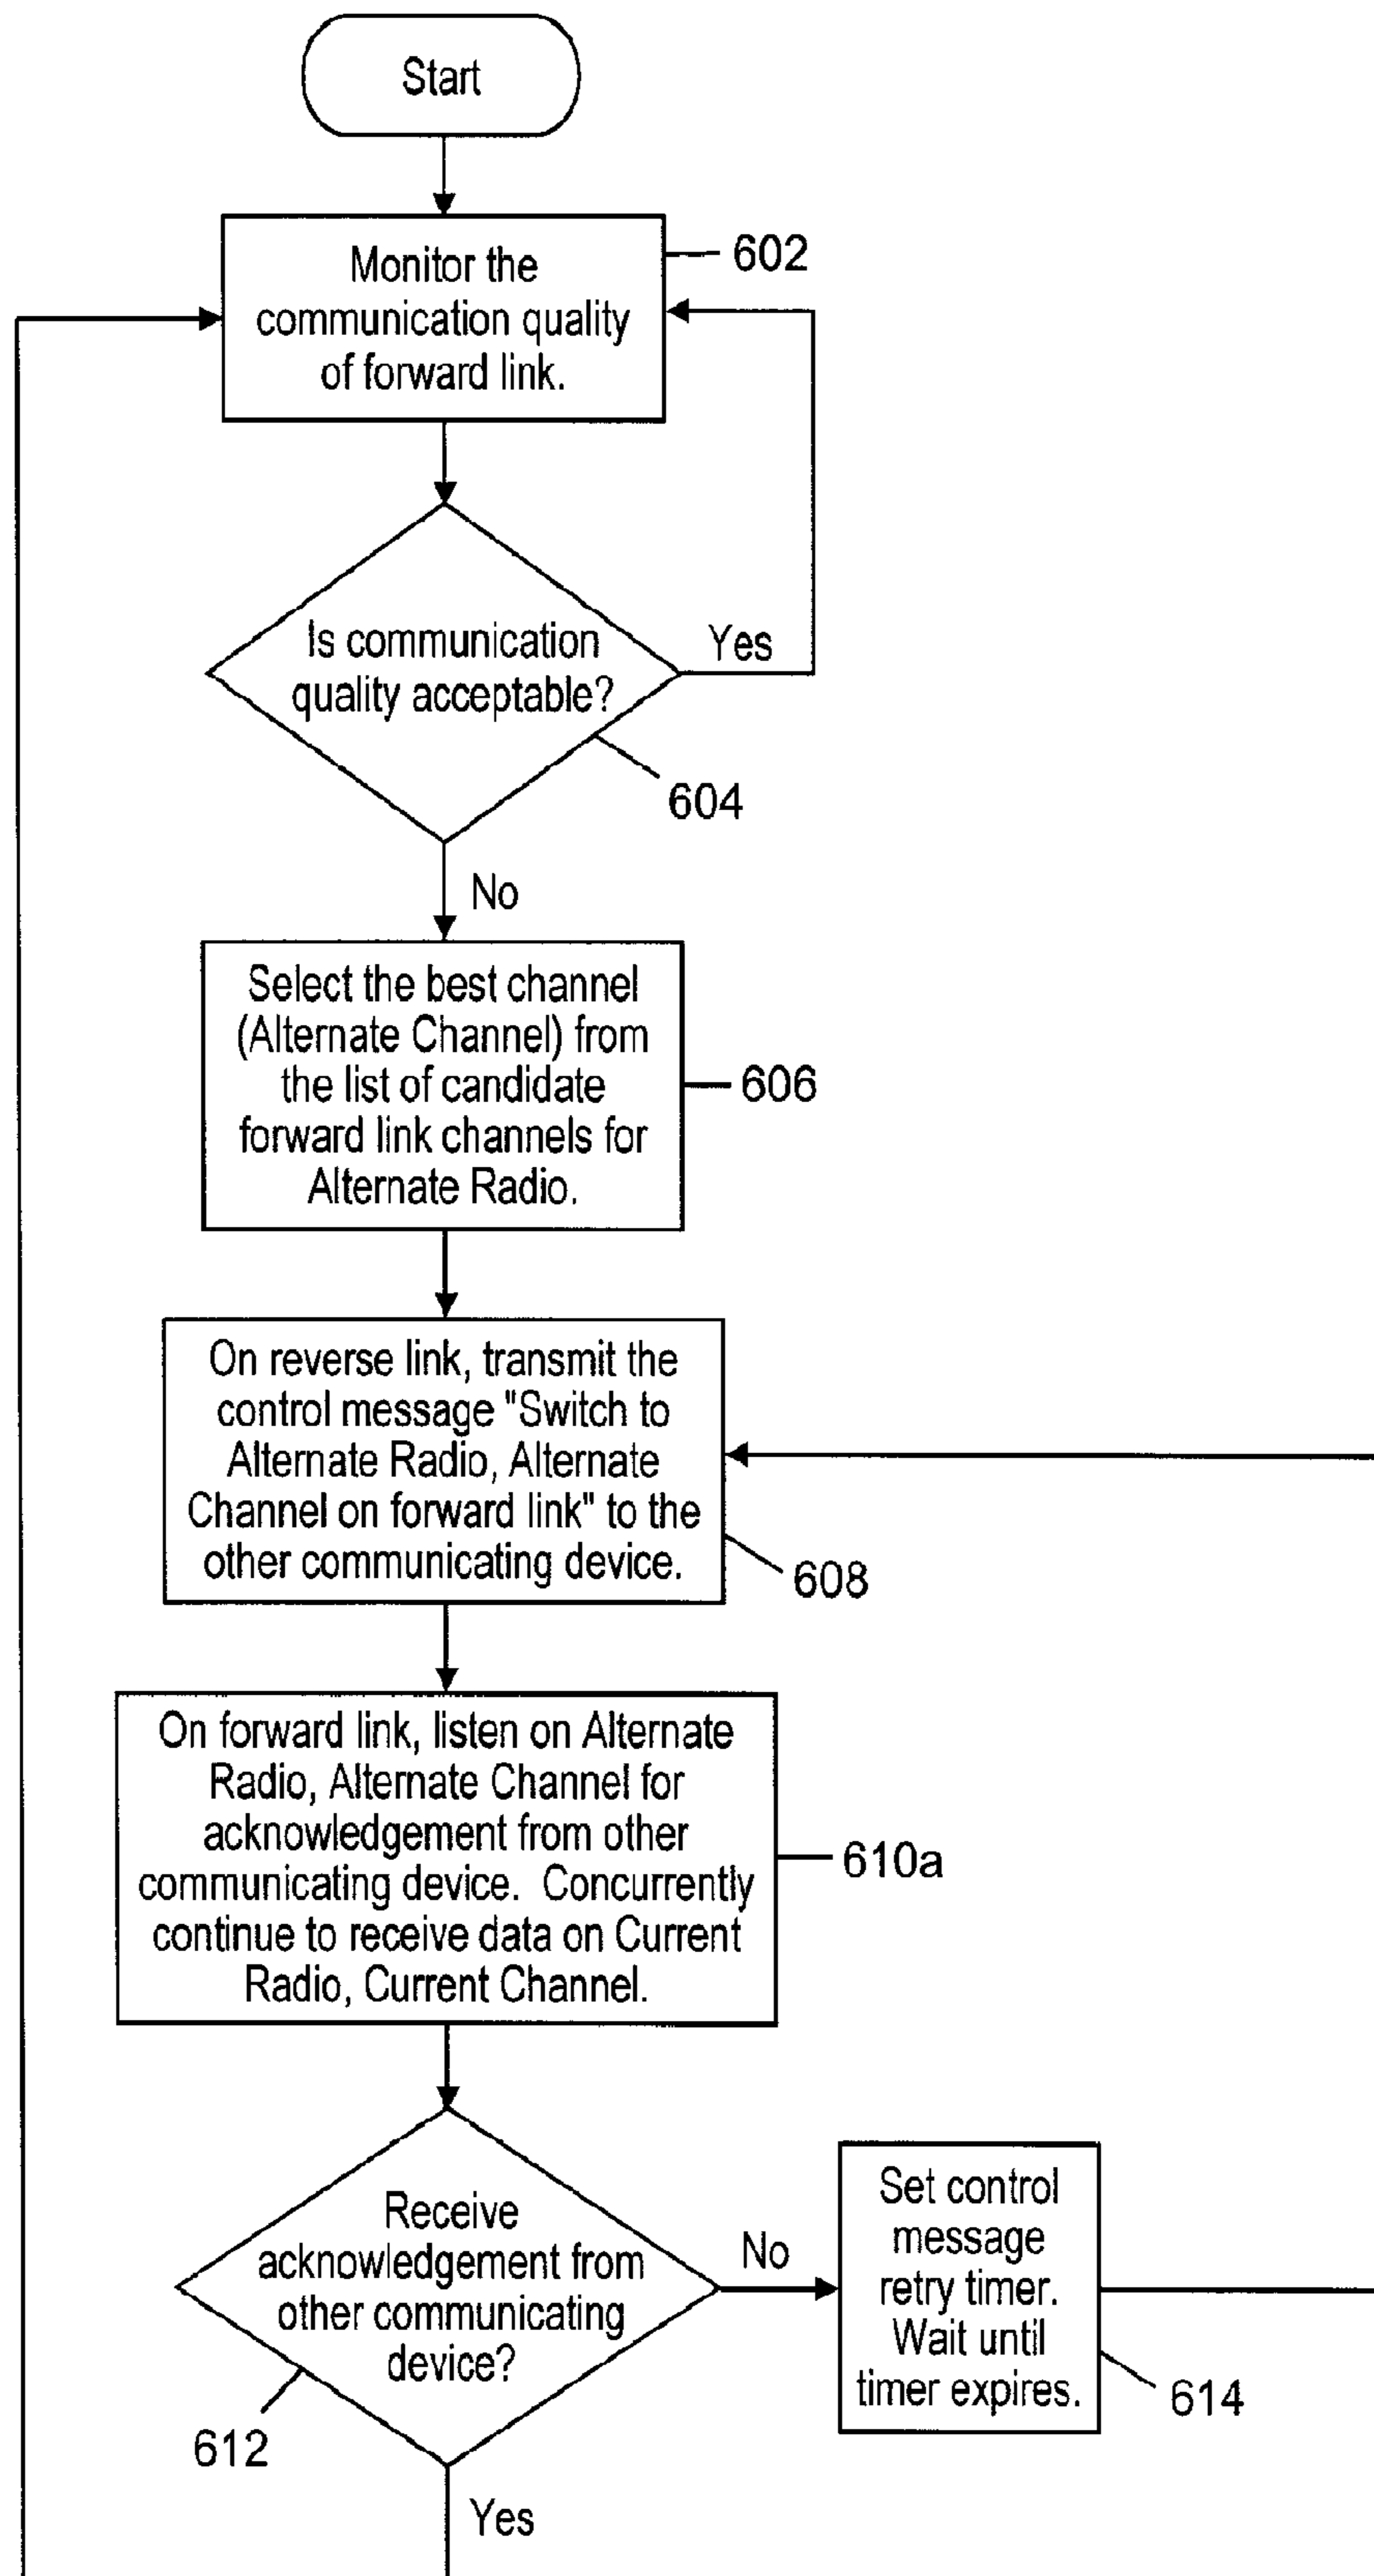 Start
Monitor the
communication quality
of forward link.
602
Is communication
quality acceptable?
Yes
604
No
Select the best channel
(Alternate Channel) from
the list of candidate
forward link channels for
Alternate Radio.
606
On reverse link, transmit the
control message "Switch to
Alternate Radio, Alternate
Channel on forward link" to the
other communicating device.
608
On forward link, listen on Alternate
Radio, Alternate Channel for
acknowledgement from other
communicating device. Concurrently
continue to receive data on Current
Radio, Current Channel.
610a
Receive
acknowledgement from
other communicating
device?
No
612
Set control
message
retry timer.
Wait until
timer expires.
614
Yes